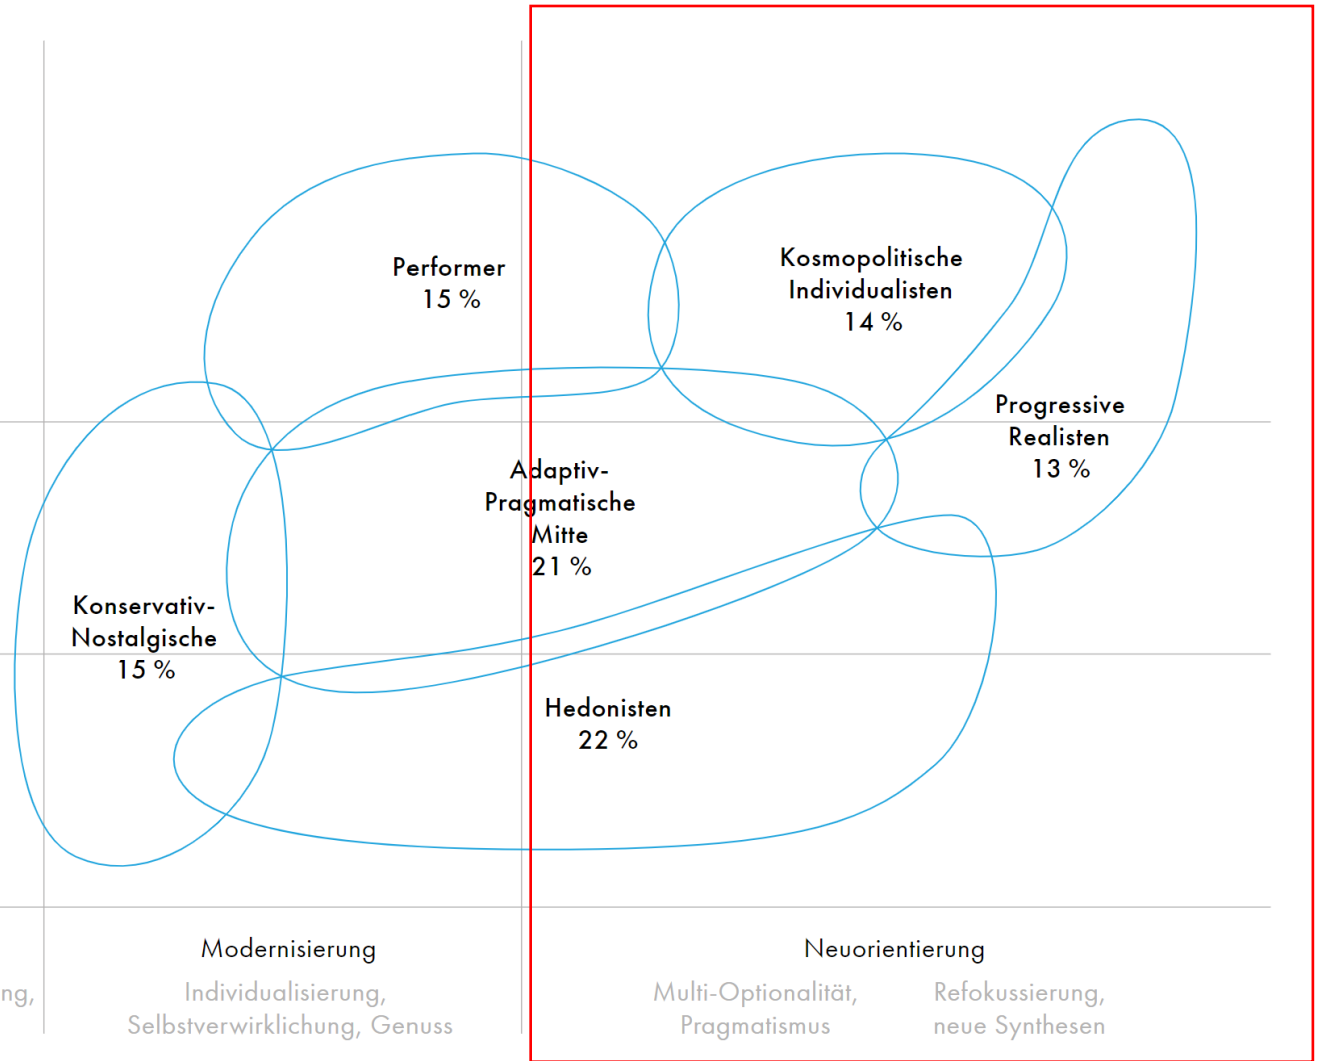 Performer
15 %
Kosmopolitische
Individualisten
14 %
Progressive
Realisten
13 %
Adaptiv-
Pragmatische
Mitte
21 %
Konservativ-
Nostalgische
15 %
Hedonisten
22 %
Modernisierung
Neuorientierung
ng,
Individualisierung,
Selbstverwirklichung, Genuss
Multi-Optionalität,
Pragmatismus
Refokussierung,
neue Synthesen